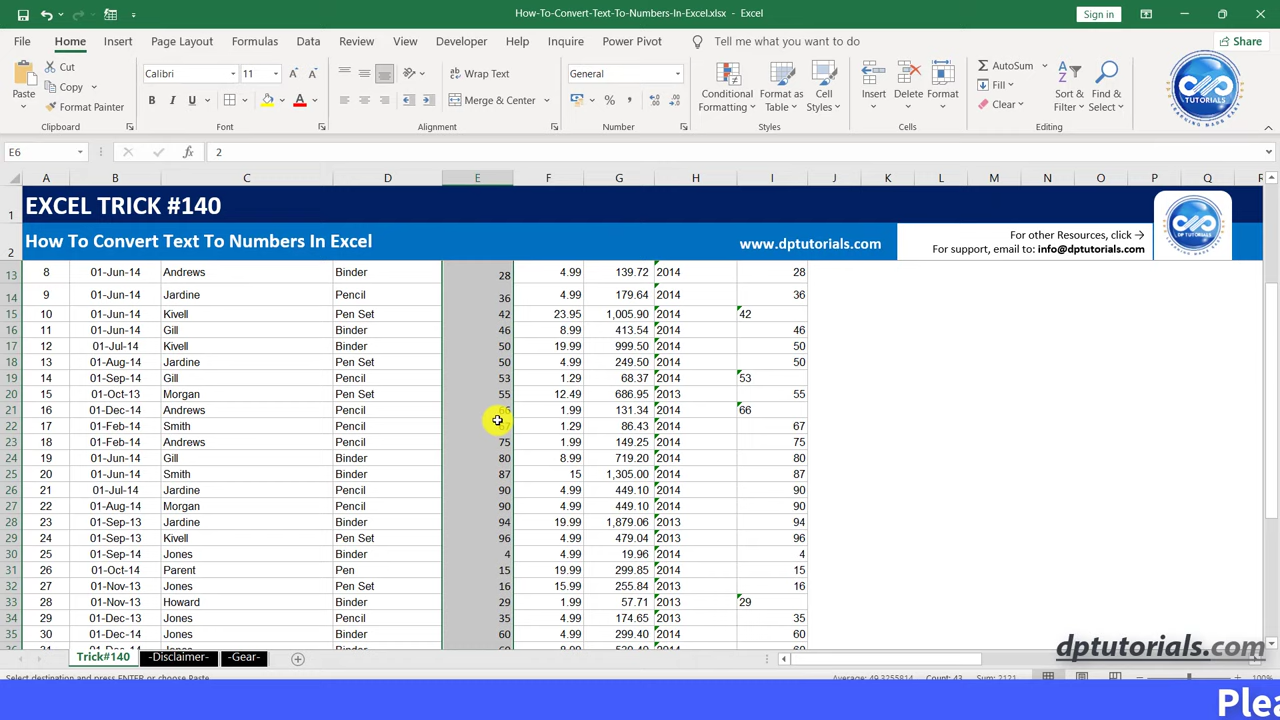 How-To-Convert-Text-To-Numbers-In-Excel.xlsx - Excel
Sign in
File Home Insert Page Layout Formulas Data Review View Developer Help Inquire Power Pivot Tell me what you want to do Share
Paste Cut Copy Format Painter
Calibri 11
Wrap Text
Merge & Center
General
Conditional Formatting Format as Table Cell Styles
Insert Delete Format
AutoSum
Fill
Clear
Sort & Filter Find & Select
DP TUTORIALS
Clipboard Font Alignment Number Styles Cells Editing
E6 fx 2
A B C D E F G H I J K L M N O P Q R
1 EXCEL TRICK #140
2 How To Convert Text To Numbers In Excel www.dptutorials.com
For other Resources, click →
For support, email to: info@dptutorials.com
13 8 01-Jun-14 Andrews Binder 28 4.99 139.72 2014 28
14 9 01-Jun-14 Jardine Pencil 36 4.99 179.64 2014 36
15 10 01-Jun-14 Kivell Pen Set 42 23.95 1,005.90 2014 42
16 11 01-Jun-14 Gill Binder 46 8.99 413.54 2014 46
17 12 01-Jul-14 Kivell Binder 50 19.99 999.50 2014 50
18 13 01-Aug-14 Jardine Pen Set 50 4.99 249.50 2014 50
19 14 01-Sep-14 Gill Pencil 53 1.29 68.37 2014 53
20 15 01-Oct-13 Morgan Pen Set 55 12.49 686.95 2013 55
21 16 01-Dec-14 Andrews Pencil 66 1.99 131.34 2014 66
22 17 01-Feb-14 Smith Pencil 67 1.29 86.43 2014 67
23 18 01-Feb-14 Andrews Pencil 75 1.99 149.25 2014 75
24 19 01-Jun-14 Gill Binder 80 8.99 719.20 2014 80
25 20 01-Jun-14 Smith Binder 87 15 1,305.00 2014 87
26 21 01-Jul-14 Jardine Pencil 90 4.99 449.10 2014 90
27 22 01-Aug-14 Morgan Pencil 90 4.99 449.10 2014 90
28 23 01-Sep-13 Jardine Binder 94 19.99 1,879.06 2013 94
29 24 01-Sep-13 Kivell Pen Set 96 4.99 479.04 2013 96
30 25 01-Sep-14 Jones Binder 4 4.99 19.96 2014 4
31 26 01-Oct-14 Parent Pen 15 19.99 299.85 2014 15
32 27 01-Nov-13 Jones Pen Set 16 15.99 255.84 2013 16
33 28 01-Nov-13 Howard Binder 29 1.99 57.71 2013 29
34 29 01-Dec-13 Jones Pencil 35 4.99 174.65 2013 35
35 30 01-Dec-14 Jones Binder 60 4.99 299.40 2014 60
dptutorials.com
Trick#140 -Disclaimer- -Gear-
Select destination and press ENTER or choose Paste Average: 49.3255814 Count: 43 Sum: 2121 100%
Plea